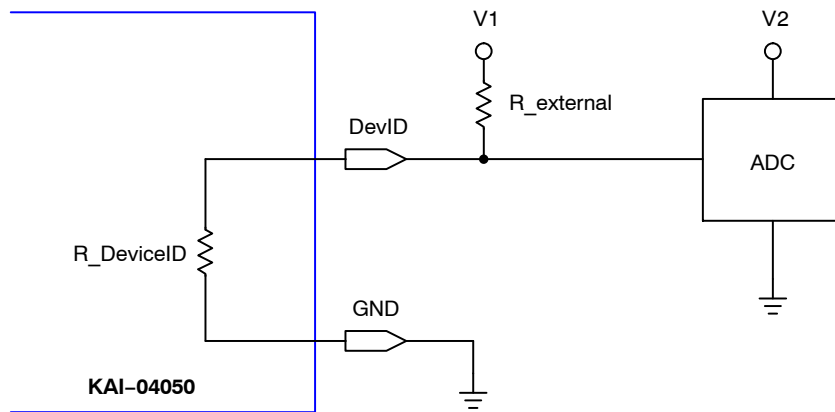 V1
V2
R_external
DevID
ADC
R_DeviceID
GND
KAI−04050